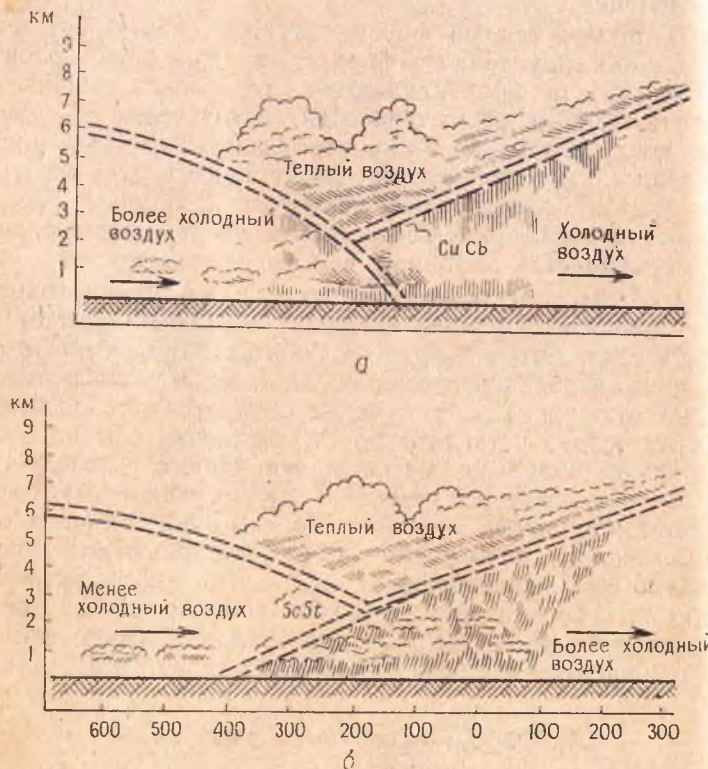 км
9
8
7
6
5
4
3
2
1
Теплый воздух
Более холодный
воздух
Cu Cb
Холодный
воздух
а
км
9
8
7
6
5
4
3
2
1
Теплый воздух
Менее
холодный воздух
ScSt
Более холодный
воздух
600 500 400 300 200 100 0 100 200 300
б